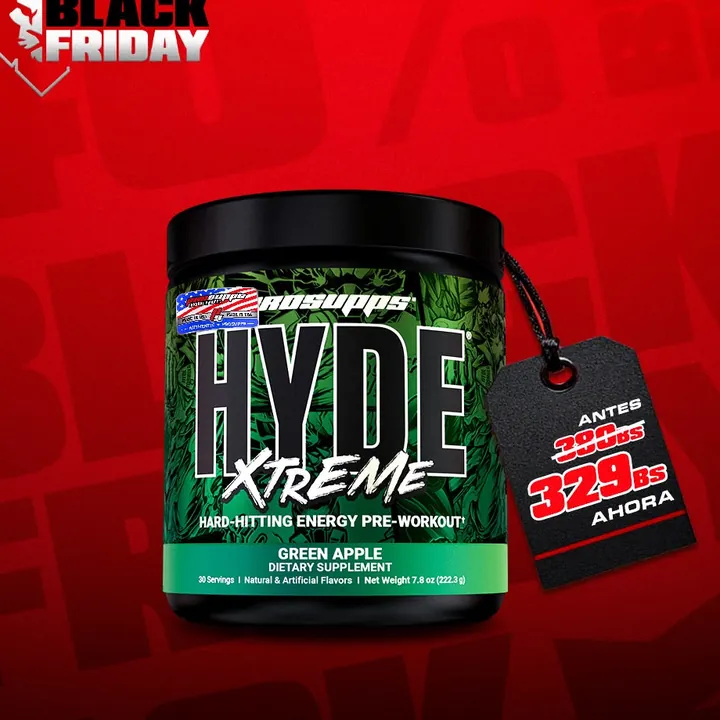 BLACK
FRIDAY
PROSUPPS®
HYDE®
XTREME
HARD-HITTING ENERGY PRE-WORKOUT†
GREEN APPLE
DIETARY SUPPLEMENT
30 Servings | Natural & Artificial Flavors | Net Weight 7.8 oz (222.3 g)
ANTES
380BS
329BS
AHORA